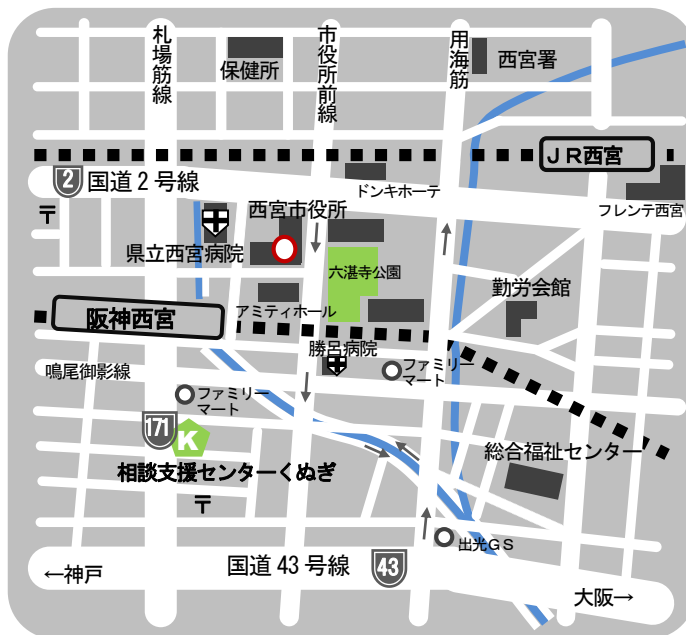 札場筋線
市役所前線
用海筋
保健所
西宮署
JR西宮
2
国道2号線
ドンキホーテ
フレンテ西宮
〒
西宮市役所
県立西宮病院
六湛寺公園
勤労会館
アミティホール
阪神西宮
勝呂病院
鳴尾御影線
ファミリー
マート
ファミリー
マート
171
K
相談支援センターくぬぎ
総合福祉センター
〒
出光GS
国道43号線
43
←神戸
大阪→